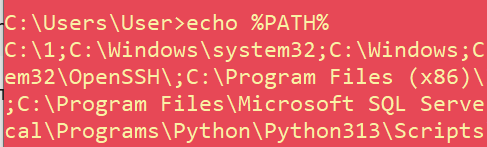 C:\Users\User>echo %PATH%
C:\1;C:\Windows\system32;C:\Windows;C
em32\OpenSSH\;C:\Program Files (x86)\
;C:\Program Files\Microsoft SQL Serve
cal\Programs\Python\Python313\Scripts